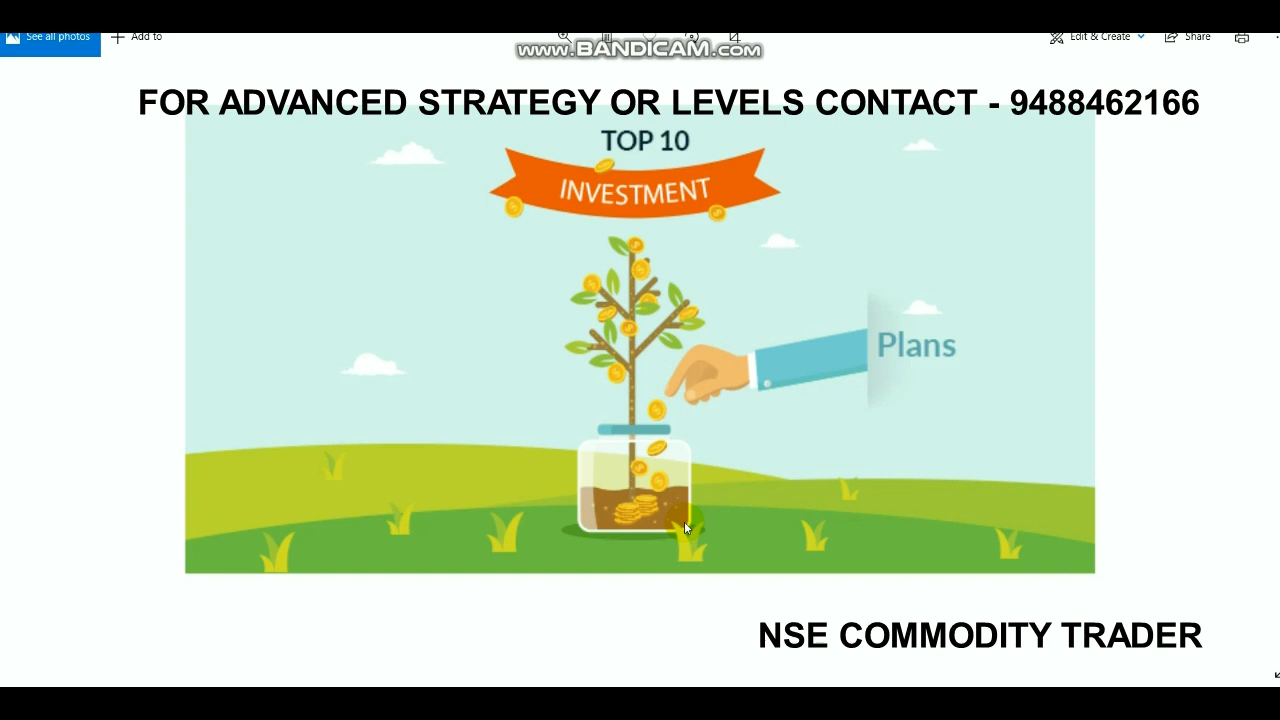 See all photos Add to Edit & Create Share
www.BANDICAM.com
FOR ADVANCED STRATEGY OR LEVELS CONTACT - 9488462166
TOP 10
INVESTMENT
Plans
NSE COMMODITY TRADER